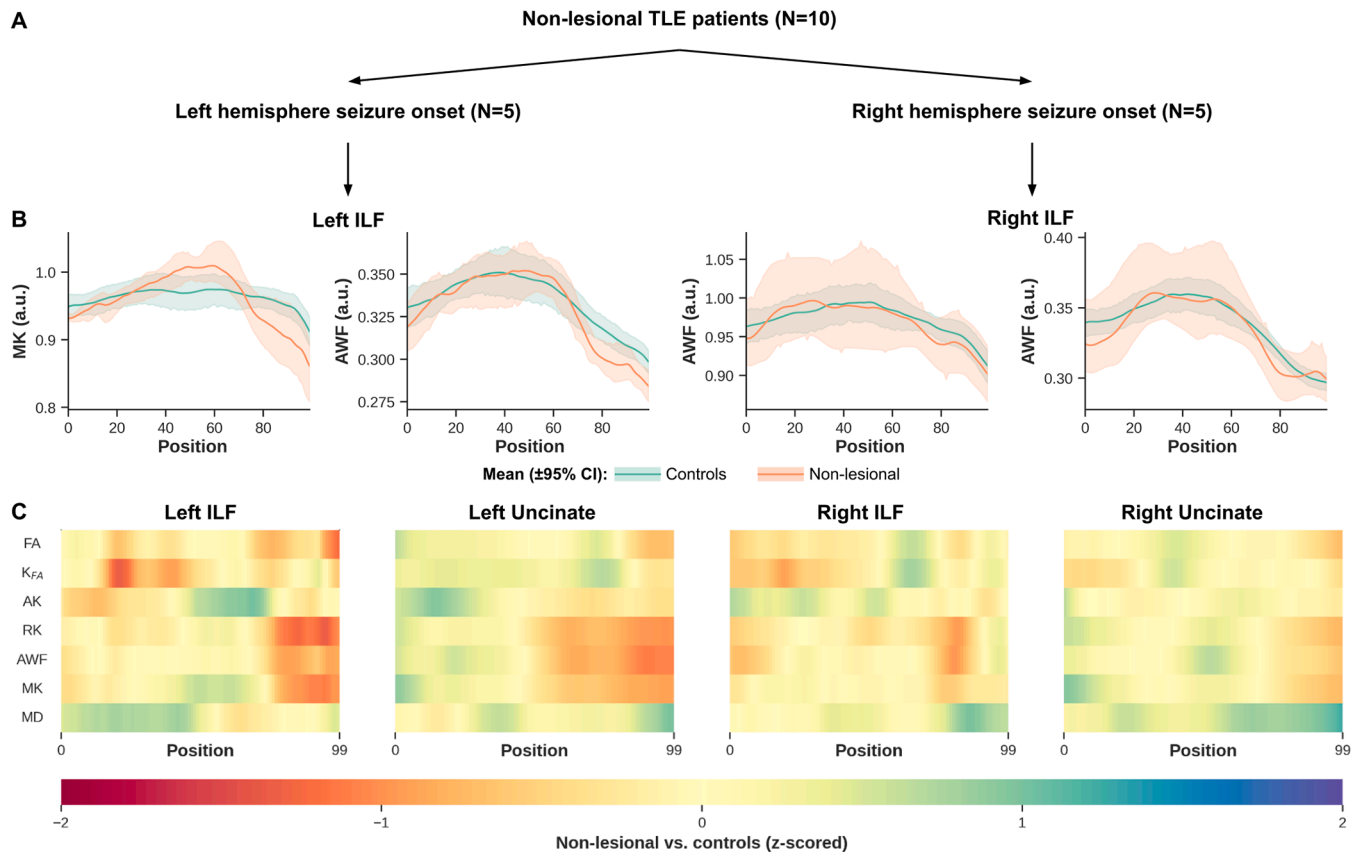 A
Non-lesional TLE patients (N=10)
Left hemisphere seizure onset (N=5)
Right hemisphere seizure onset (N=5)
B
Left ILF
Right ILF
MK (a.u.)
1.0
0.9
0.8
0 20 40 60 80
Position
AWF (a.u.)
0.350
0.325
0.300
0.275
0 20 40 60 80
Position
AWF (a.u.)
1.05
1.00
0.95
0.90
0 20 40 60 80
Position
AWF (a.u.)
0.40
0.35
0.30
0 20 40 60 80
Position
Mean (±95% CI): Controls Non-lesional
C
Left ILF
Left Uncinate
Right ILF
Right Uncinate
FA
K_FA
AK
RK
AWF
MK
MD
0 Position 99
0 Position 99
0 Position 99
0 Position 99
−2 −1 0 1 2
Non-lesional vs. controls (z-scored)